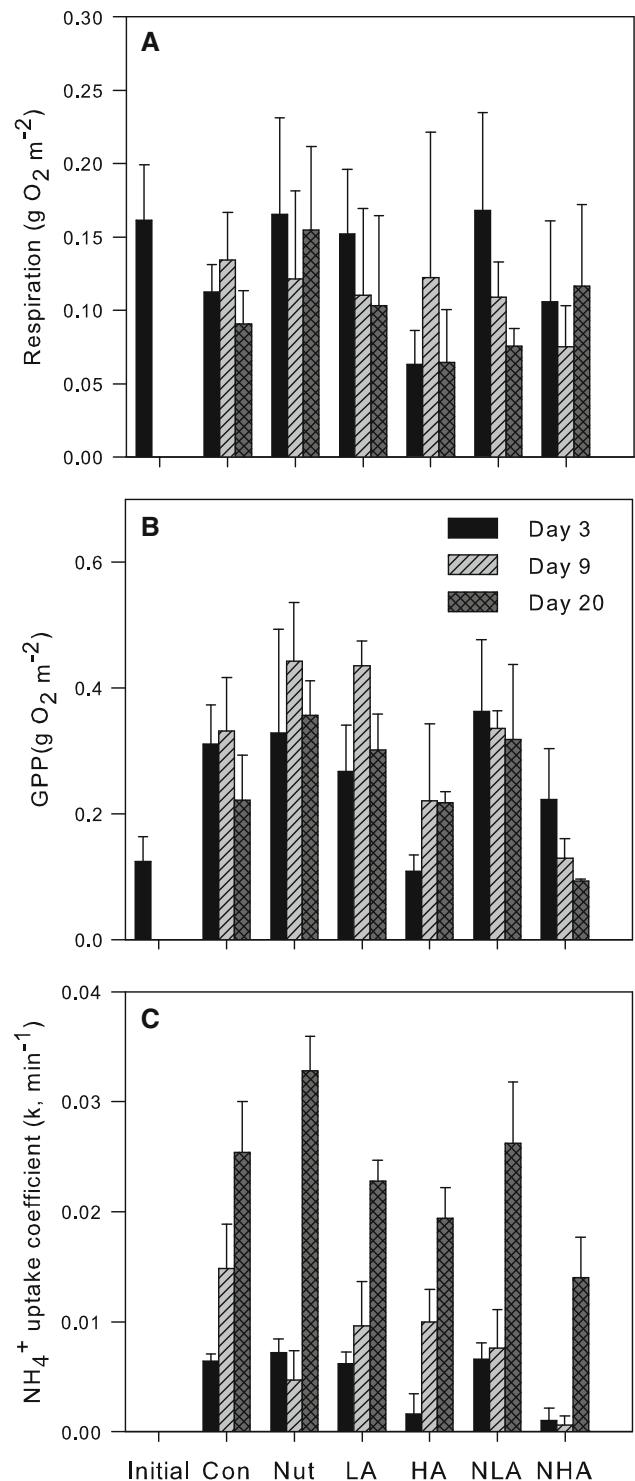 A
0.30
0.25
0.20
0.15
0.10
0.05
0.00
Respiration (g O₂ m⁻²)
B
Day 3
Day 9
Day 20
0.6
0.4
0.2
0.0
GPP(g O₂ m⁻²)
C
0.04
0.03
0.02
0.01
0.00
NH₄⁺ uptake coefficient (k, min⁻¹)
Initial Con Nut LA HA NLA NHA